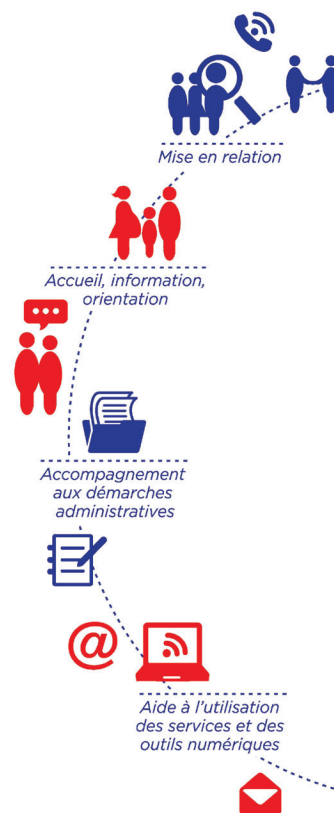 Mise en relation
Accueil, information,
orientation
Accompagnement
aux démarches
administratives
@
Aide à l'utilisation
des services et des
outils numériques